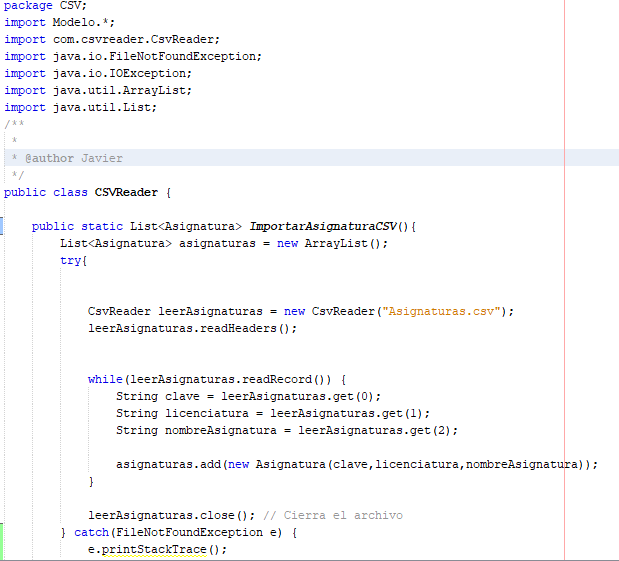 package CSV;
import Modelo.*;
import com.csvreader.CsvReader;
import java.io.FileNotFoundException;
import java.io.IOException;
import java.util.ArrayList;
import java.util.List;
/**
 *
 * @author Javier
 */
public class CSVReader {
    public static List<Asignatura> ImportarAsignaturaCSV(){
        List<Asignatura> asignaturas = new ArrayList();
        try{
            CsvReader leerAsignaturas = new CsvReader("Asignaturas.csv");
            leerAsignaturas.readHeaders();
            while(leerAsignaturas.readRecord()) {
                String clave = leerAsignaturas.get(0);
                String licenciatura = leerAsignaturas.get(1);
                String nombreAsignatura = leerAsignaturas.get(2);
                asignaturas.add(new Asignatura(clave,licenciatura,nombreAsignatura));
            }
            leerAsignaturas.close(); // Cierra el archivo
        } catch(FileNotFoundException e) {
            e.printStackTrace();